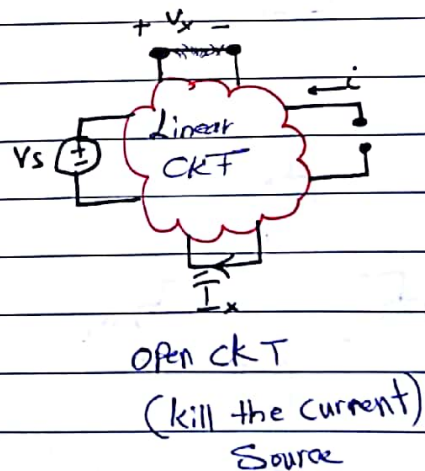 + Vx -
i
Linear
CKT
Vs
+
-
Ix
open CKT
(kill the current)
Source